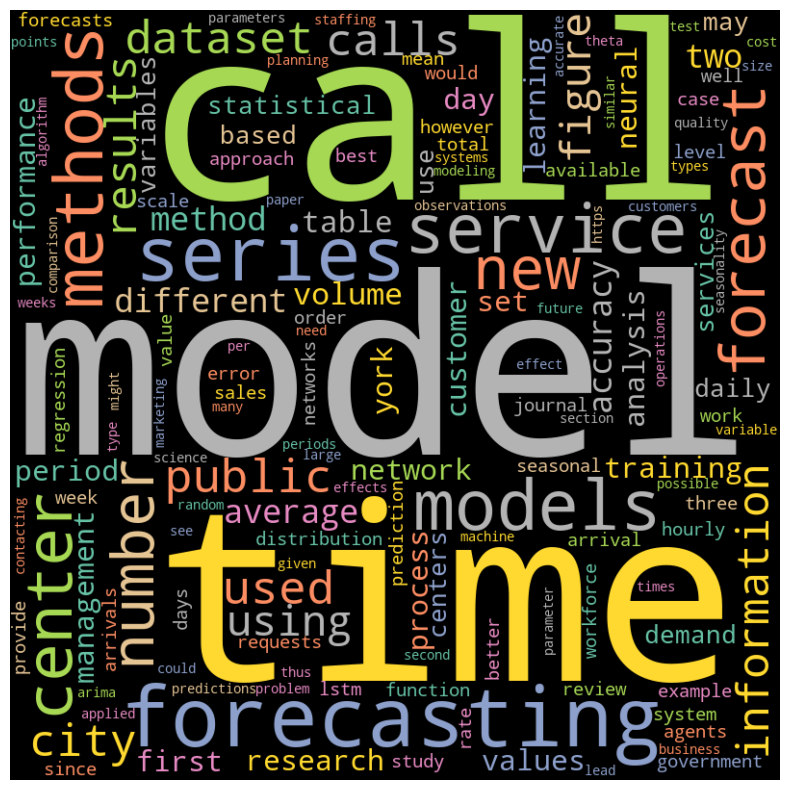 forecasts
parameters
staffing
test
may
cost
points
dataset
calls
planning
mean
would
accurate
theta
two
methods
call
algorithm
results
variables
statistical
day
learning
figure
similar
neural
well
size
case
quality
based
however
total
approach
best
use
systems
modeling
available
level
types
forecast
performance
scale
paper
observations
customers
method
table
service
https
services
seasonality
comparison
series
new
different
volume
set
weeks
order
future
customer
accuracy
analysis
operations
model
value
need
per
regression
error
networks
york
effect
sales
many
daily
type
might
marketing
journal
section
work
variable
science
periods
large
period
public
network
seasonal
training
week
effects
models
possible
three
number
average
random
prediction
information
center
management
see
distribution
machine
arrival
hourly
contacting
time
given
process
centers
workforce
times
used
using
days
parameter
provide
arrivals
requests
better
demand
could
thus
second
arima
predictions
problem
lstm
function
review
example
applied
forecasting
rate
system
city
agents
since
first
research
study
values
lead
business
government